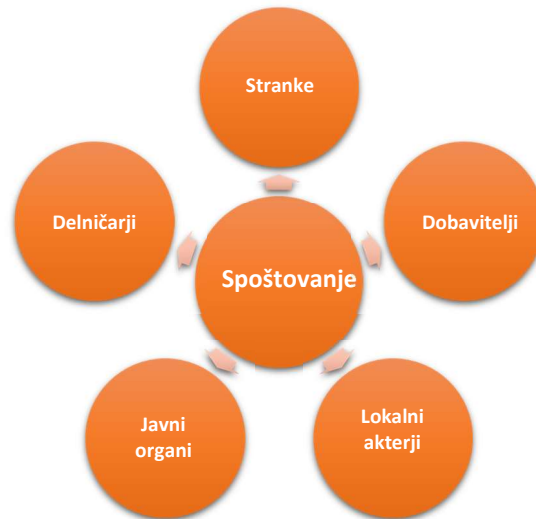 Stranke
Delničarji
Dobavitelji
Spoštovanje
Javni
organi
Lokalni
akterji